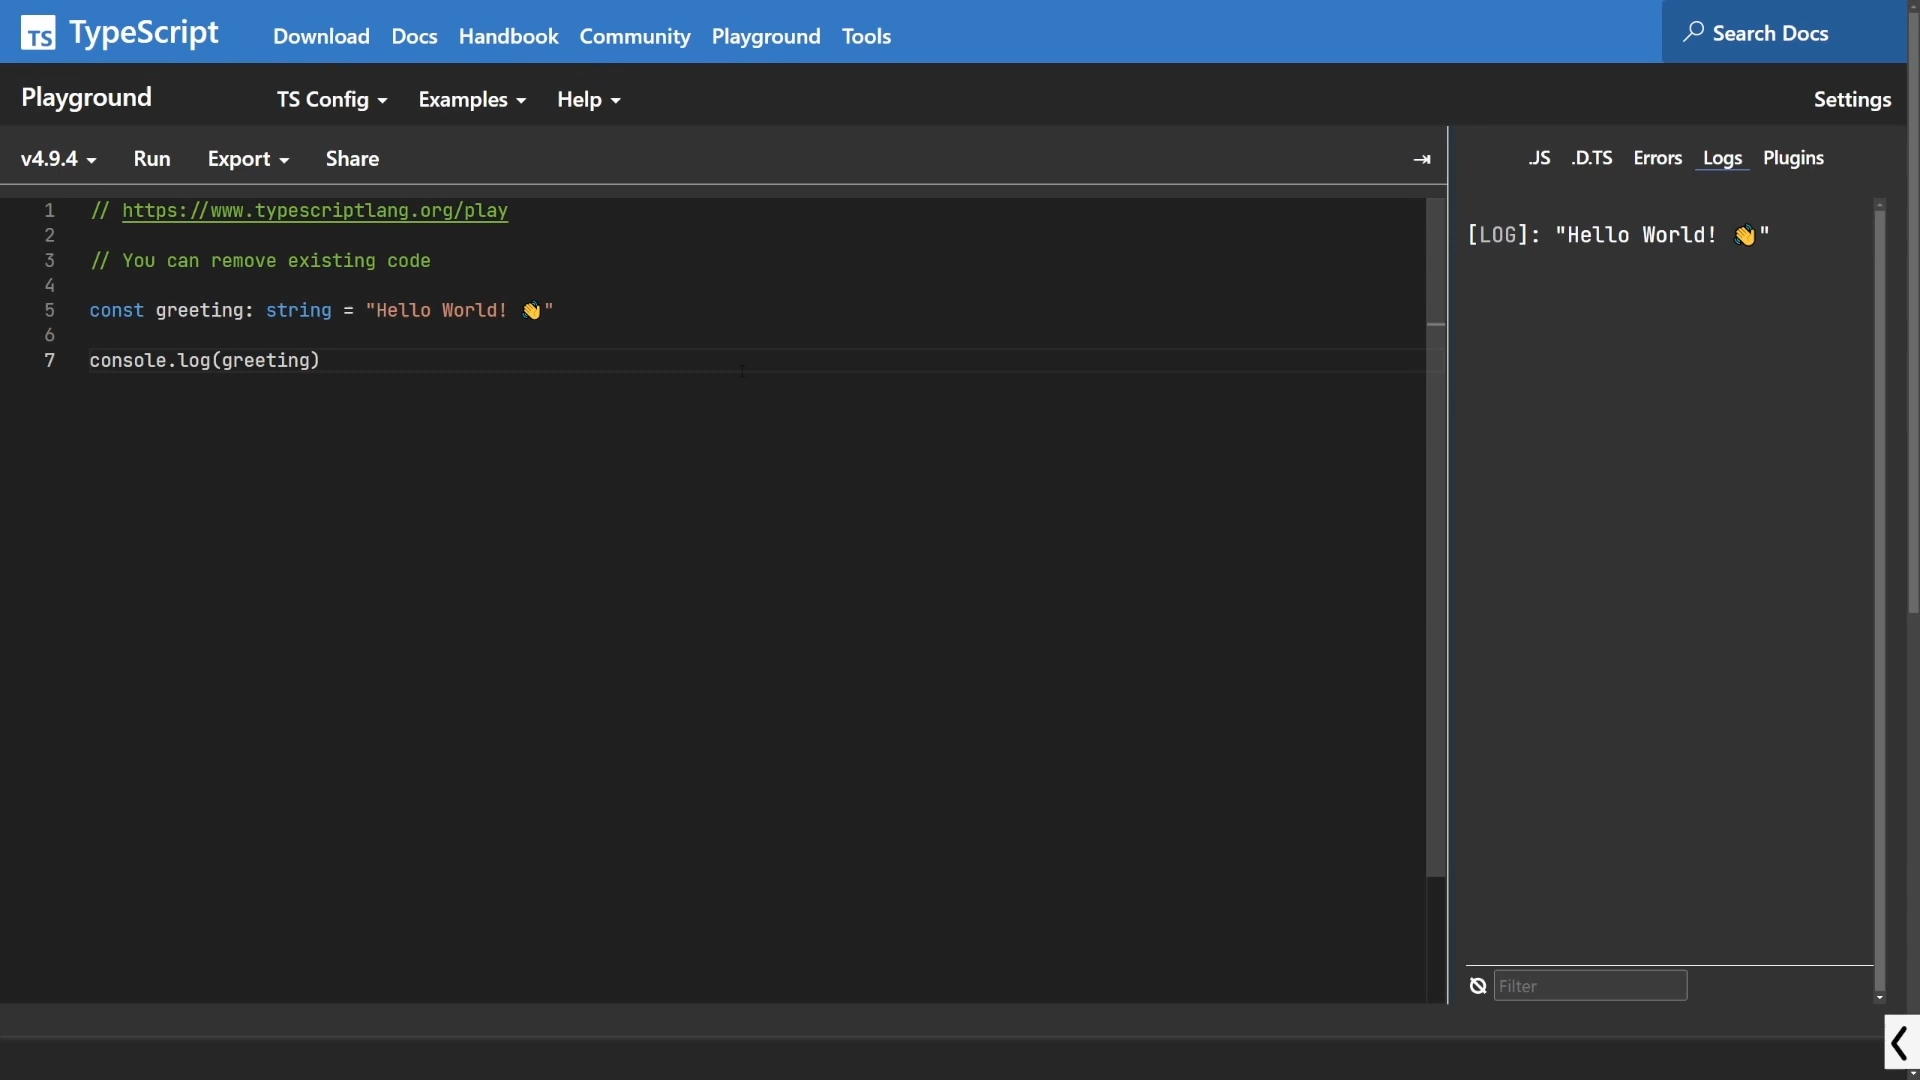 TS TypeScript Download Docs Handbook Community Playground Tools Search Docs
Playground TS Config Examples Help Settings
v4.9.4 Run Export Share .JS .D.TS Errors Logs Plugins
1 // https://www.typescriptlang.org/play
2
3 // You can remove existing code
4
5 const greeting: string = "Hello World! 👋"
6
7 console.log(greeting)
[LOG]: "Hello World! 👋"
Filter